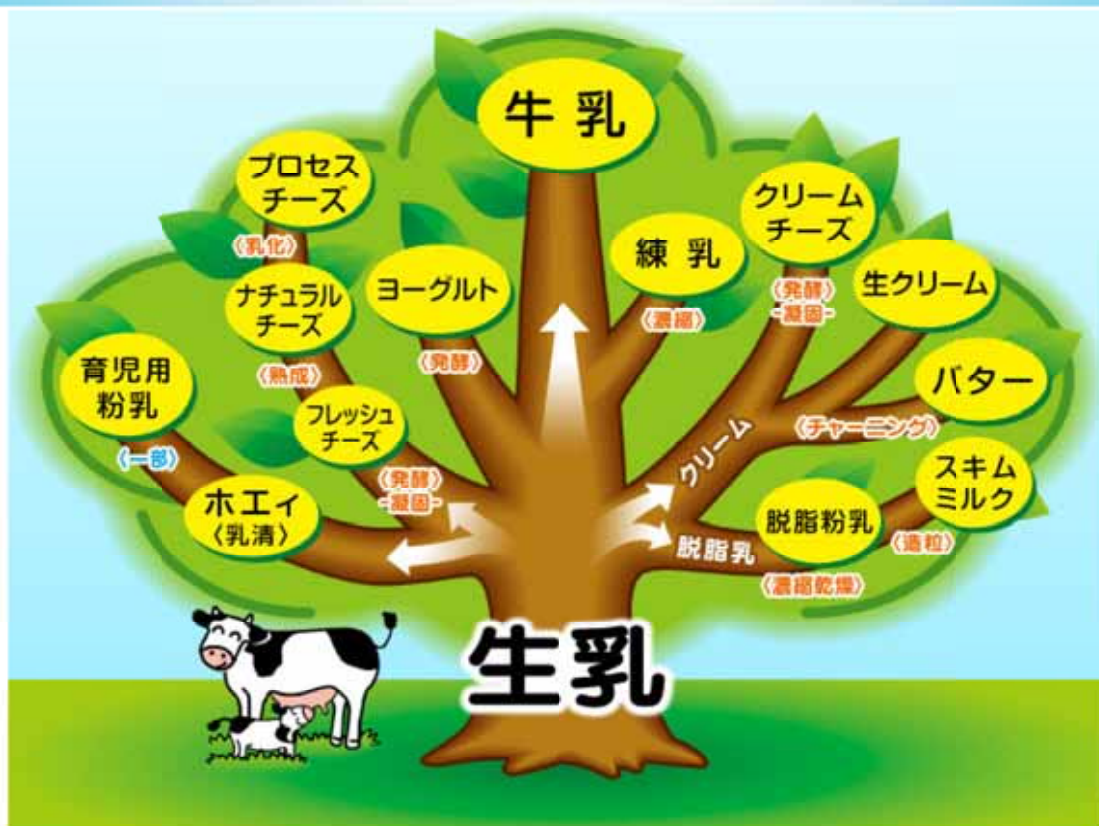 牛乳
プロセス
チーズ
〈乳化〉
ナチュラル
チーズ
〈熟成〉
フレッシュ
チーズ
〈発酵〉
-凝固-
ヨーグルト
〈発酵〉
育児用
粉乳
〈一部〉
ホエイ
〈乳清〉
練乳
〈濃縮〉
クリーム
チーズ
〈発酵〉
-凝固-
生クリーム
バター
〈チャーニング〉
クリーム
スキム
ミルク
〈造粒〉
脱脂粉乳
〈濃縮乾燥〉
脱脂乳
生乳